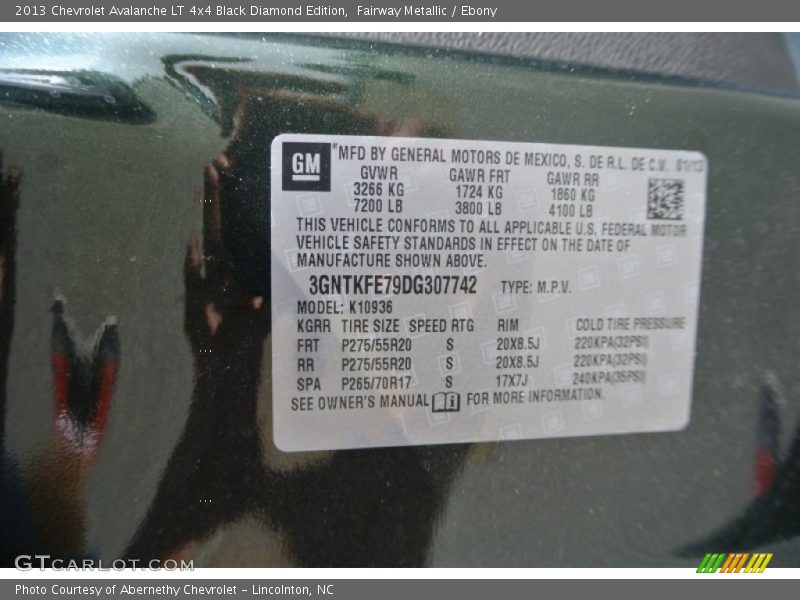 2013 Chevrolet Avalanche LT 4x4 Black Diamond Edition, Fairway Metallic / Ebony
GM
MFD BY GENERAL MOTORS DE MEXICO, S. DE R.L. DE C.V. 01/13
GVWR GAWR FRT GAWR RR
3266 KG 1724 KG 1860 KG
7200 LB 3800 LB 4100 LB
THIS VEHICLE CONFORMS TO ALL APPLICABLE U.S. FEDERAL MOTOR
VEHICLE SAFETY STANDARDS IN EFFECT ON THE DATE OF
MANUFACTURE SHOWN ABOVE.
3GNTKFE79DG307742 TYPE: M.P.V.
MODEL: K10936
KGRR TIRE SIZE SPEED RTG RIM COLD TIRE PRESSURE
FRT P275/55R20 S 20X8.5J 220KPA(32PSI)
RR P275/55R20 S 20X8.5J 220KPA(32PSI)
SPA P265/70R17 S 17X7J 240KPA(35PSI)
SEE OWNER'S MANUAL FOR MORE INFORMATION.
GTCARLOT.COM
Photo Courtesy of Abernethy Chevrolet – Lincolnton, NC